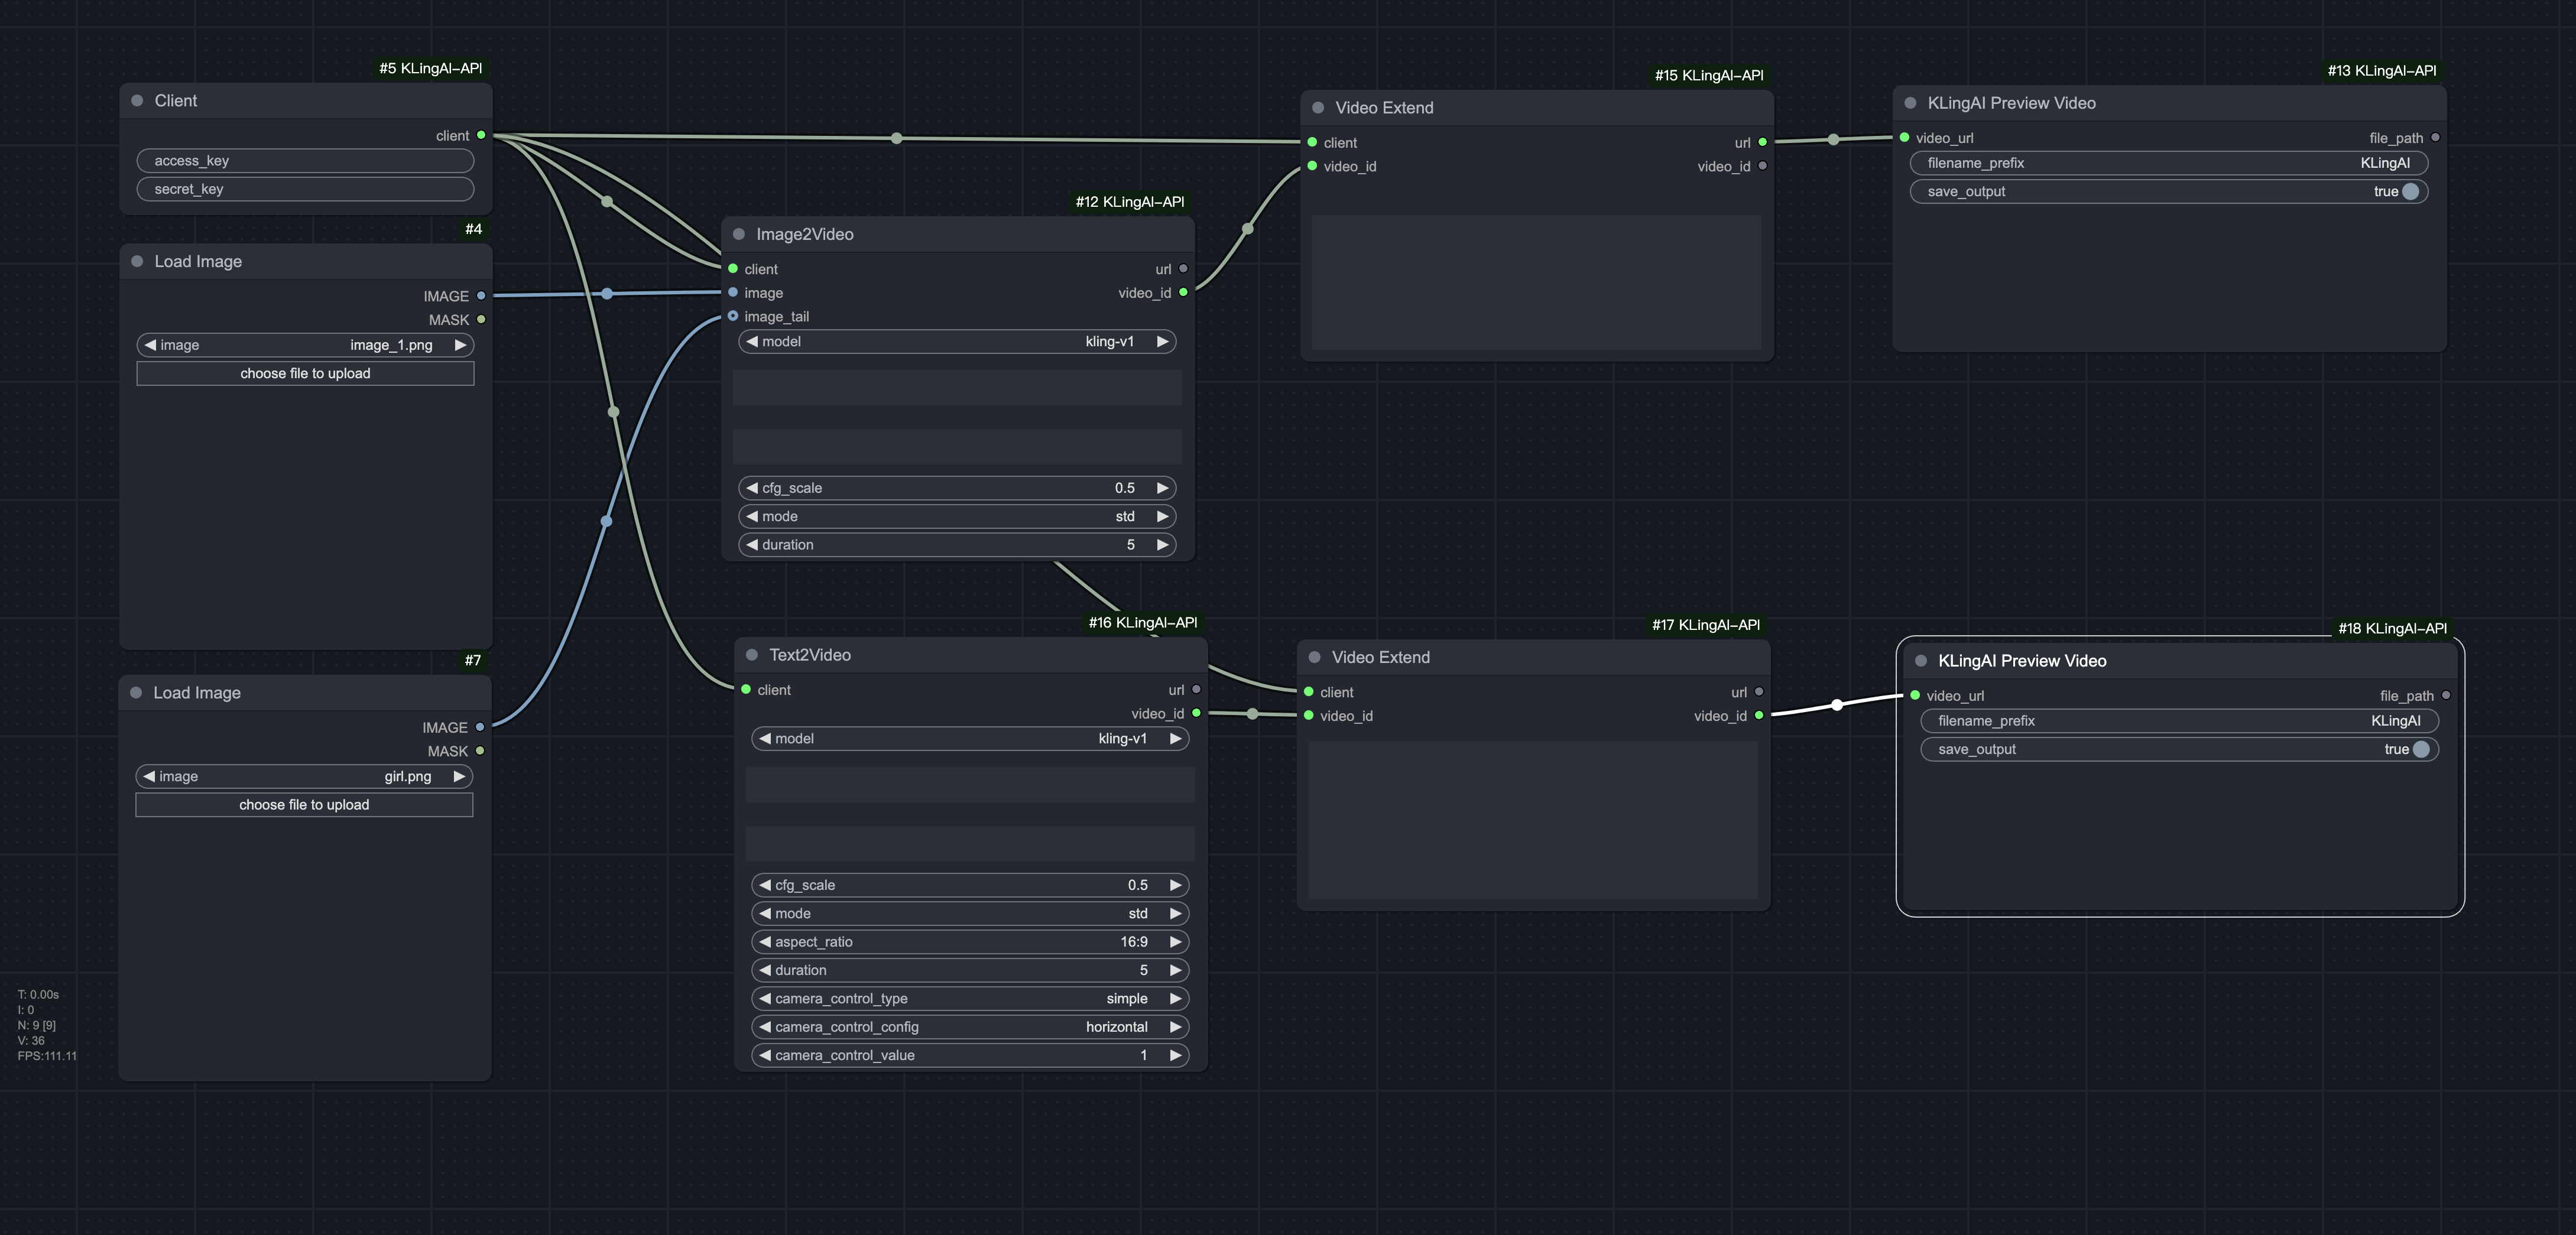 #5 KLingAI-API
Client
client
access_key
secret_key
#4
Load Image
IMAGE
MASK
image image_1.png
choose file to upload
#7
Load Image
IMAGE
MASK
image girl.png
choose file to upload
#12 KLingAI-API
Image2Video
client url
image video_id
image_tail
model kling-v1
cfg_scale 0.5
mode std
duration 5
#16 KLingAI-API
Text2Video
client url
video_id
model kling-v1
cfg_scale 0.5
mode std
aspect_ratio 16:9
duration 5
camera_control_type simple
camera_control_config horizontal
camera_control_value 1
#15 KLingAI-API
Video Extend
client url
video_id video_id
#17 KLingAI-API
Video Extend
client url
video_id video_id
#13 KLingAI-API
KLingAI Preview Video
video_url file_path
filename_prefix KLingAI
save_output true
#18 KLingAI-API
KLingAI Preview Video
video_url file_path
filename_prefix KLingAI
save_output true
T: 0.00s
I: 0
N: 9 [9]
V: 36
FPS:111.11